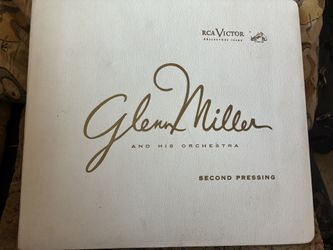 RCA VICTOR
Glenn Miller
AND HIS ORCHESTRA
SECOND PRESSING